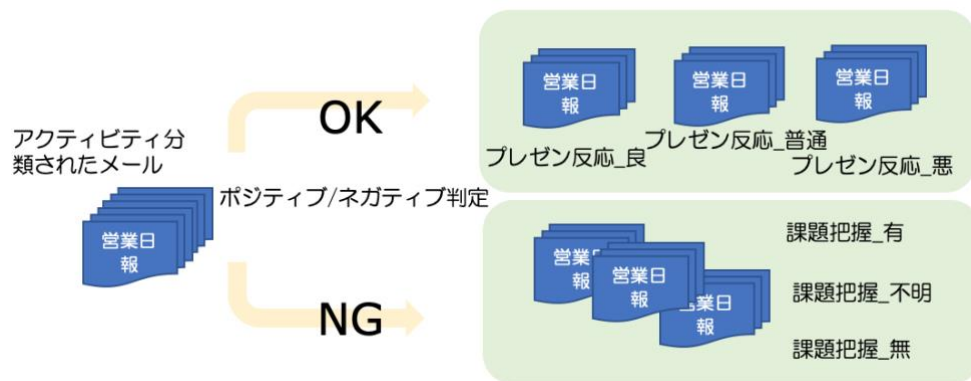 アクティビティ分
類されたメール
営業日
報
ポジティブ/ネガティブ判定
OK
営業日
報
プレゼン反応_良
営業日
報
プレゼン反応_普通
営業日
報
プレゼン反応_悪
NG
営業日
報
営業日
報
営業日
報
課題把握_有
課題把握_不明
課題把握_無